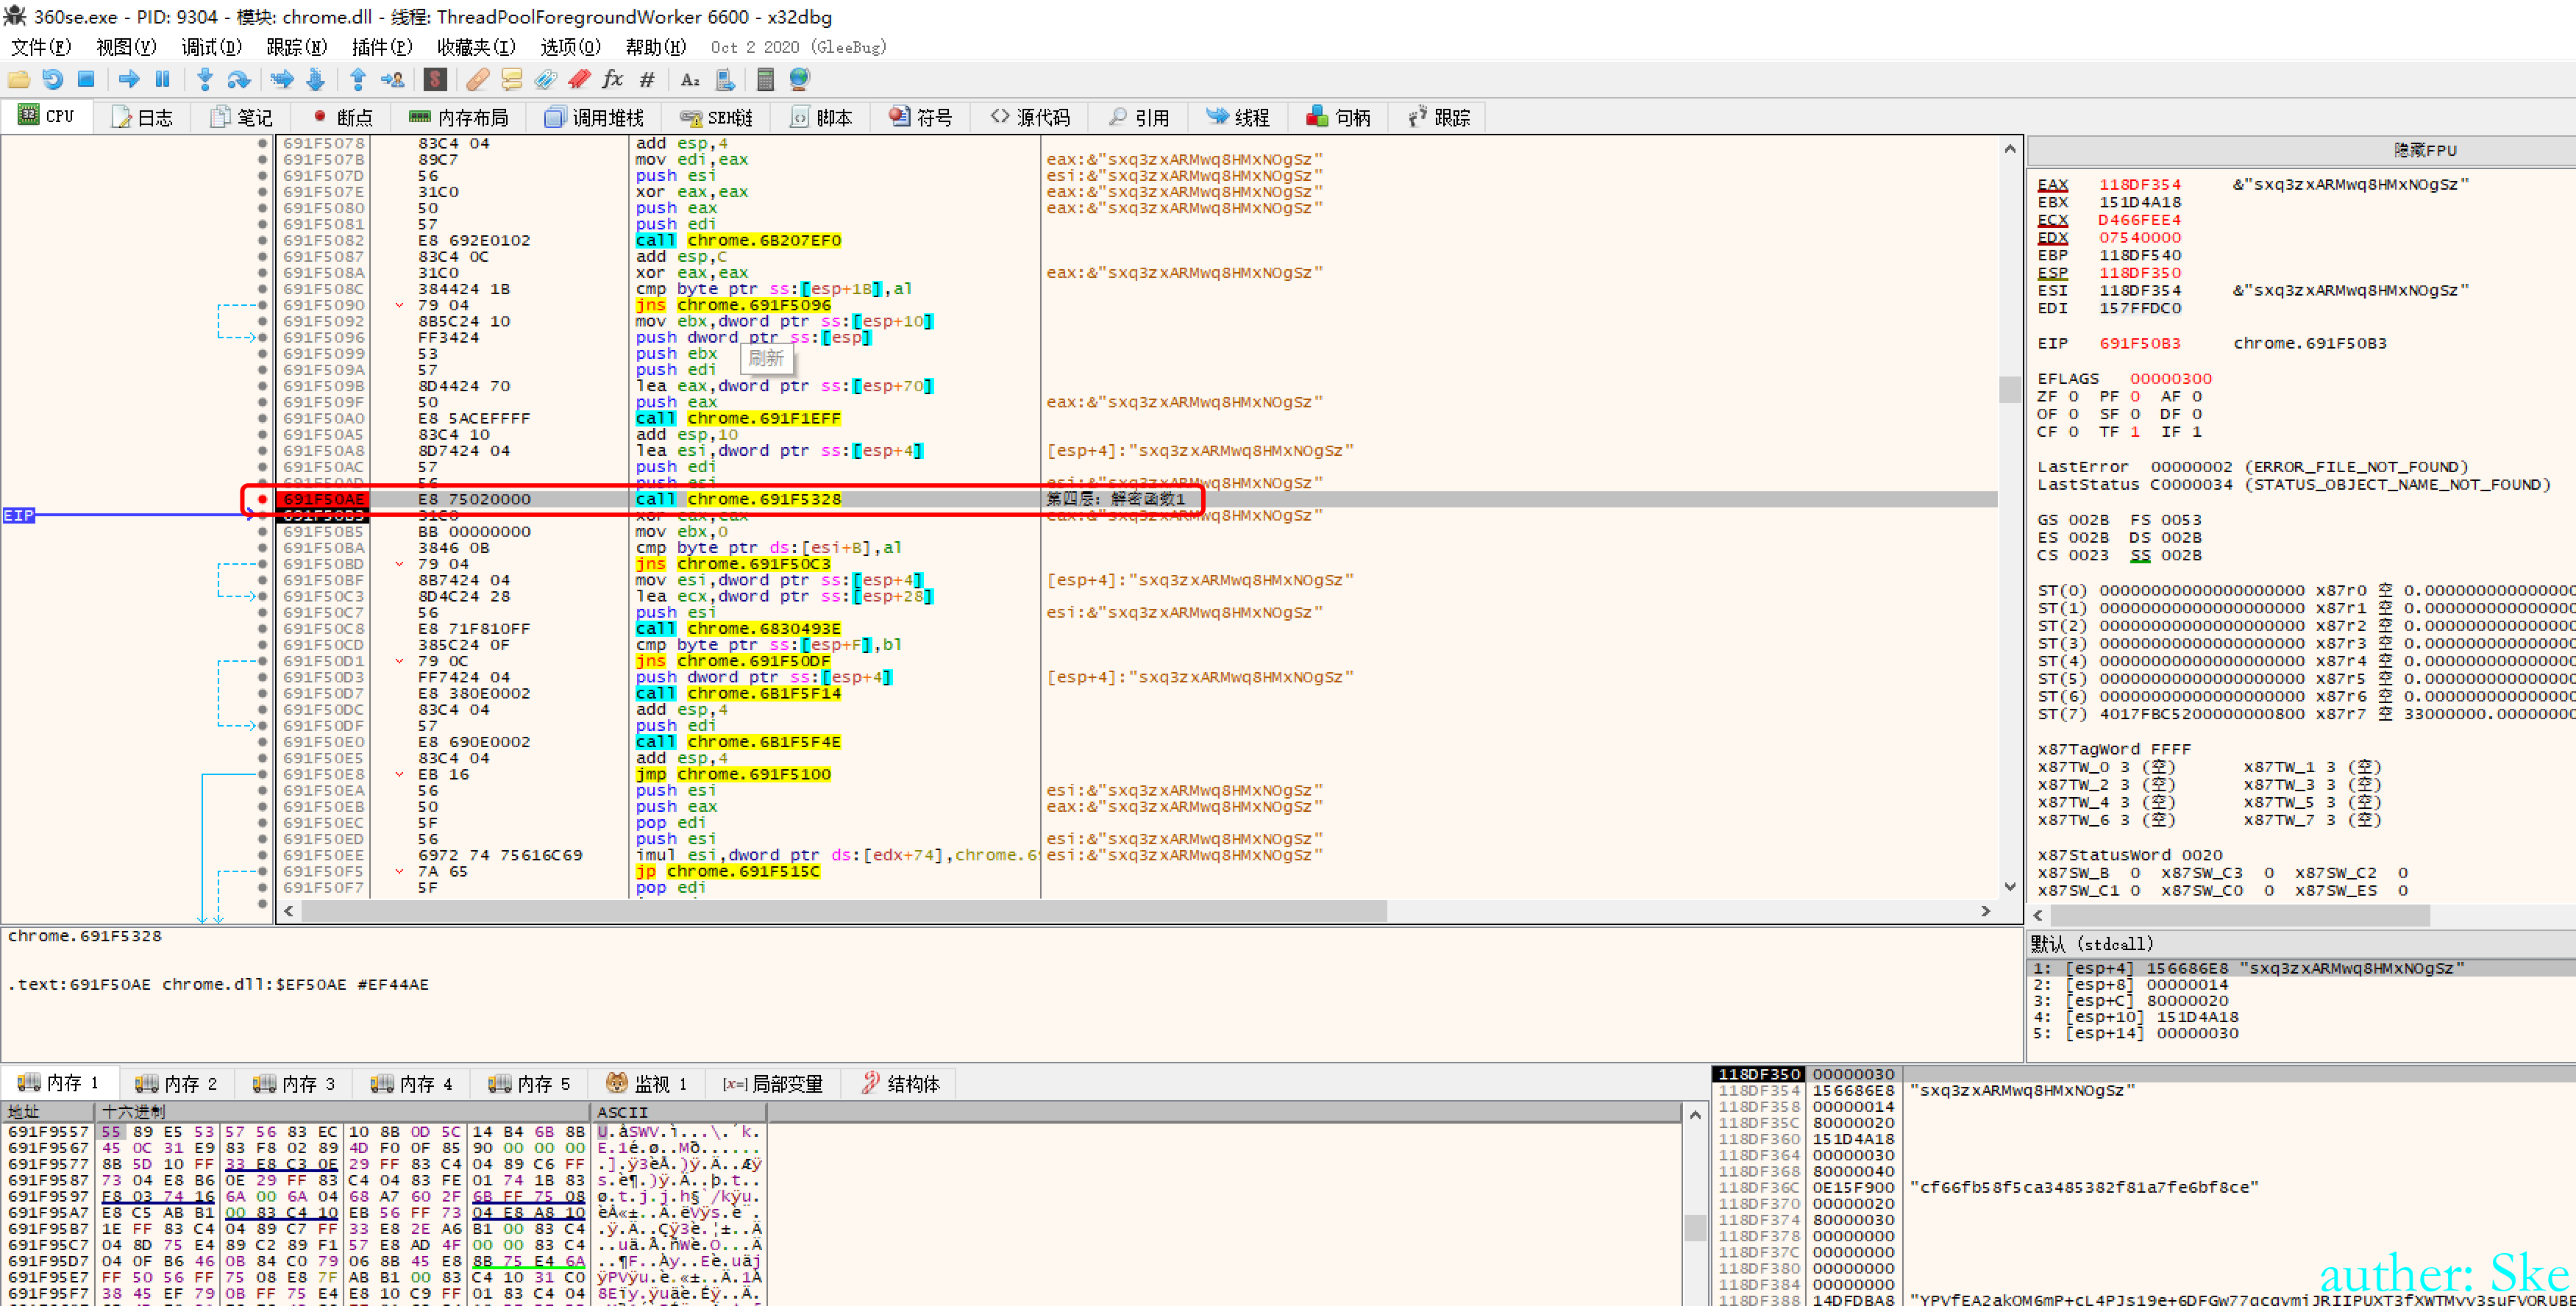 360se.exe - PID: 9304 - 模块: chrome.dll - 线程: ThreadPoolForegroundWorker 6600 - x32dbg
文件(F) 视图(V) 调试(D) 跟踪(N) 插件(P) 收藏夹(I) 选项(O) 帮助(H) Oct 2 2020 (GleeBug)
CPU 日志 笔记 断点 内存布局 调用堆栈 SEH链 脚本 符号 源代码 引用 线程 句柄 跟踪
691F5078 83C4 04 add esp,4
691F507B 89C7 mov edi,eax eax:&"sxq3zxARMwq8HMxNOgSz"
691F507D 56 push esi esi:&"sxq3zxARMwq8HMxNOgSz"
691F507E 31C0 xor eax,eax eax:&"sxq3zxARMwq8HMxNOgSz"
691F5080 50 push eax eax:&"sxq3zxARMwq8HMxNOgSz"
691F5081 57 push edi
691F5082 E8 692E0102 call chrome.6B207EF0
691F5087 83C4 0C add esp,C
691F508A 31C0 xor eax,eax eax:&"sxq3zxARMwq8HMxNOgSz"
691F508C 384424 1B cmp byte ptr ss:[esp+1B],al
691F5090 79 04 jns chrome.691F5096
691F5092 8B5C24 10 mov ebx,dword ptr ss:[esp+10]
691F5096 FF3424 push dword ptr ss:[esp]
691F5099 53 push ebx
刷新
691F509A 57 push edi
691F509B 8D4424 70 lea eax,dword ptr ss:[esp+70]
691F509F 50 push eax eax:&"sxq3zxARMwq8HMxNOgSz"
691F50A0 E8 5ACEFFFF call chrome.691F1EFF
691F50A5 83C4 10 add esp,10
691F50A8 8D7424 04 lea esi,dword ptr ss:[esp+4] [esp+4]:"sxq3zxARMwq8HMxNOgSz"
691F50AC 57 push edi
691F50AE E8 75020000 call chrome.691F5328 第四层：解密函数1
EIP 691F50B3 31C0 xor eax,eax eax:&"sxq3zxARMwq8HMxNOgSz"
691F50B5 BB 00000000 mov ebx,0
691F50BA 3846 0B cmp byte ptr ds:[esi+B],al
691F50BD 79 04 jns chrome.691F50C3
691F50BF 8B7424 04 mov esi,dword ptr ss:[esp+4] [esp+4]:"sxq3zxARMwq8HMxNOgSz"
691F50C3 8D4C24 28 lea ecx,dword ptr ss:[esp+28]
691F50C7 56 push esi esi:&"sxq3zxARMwq8HMxNOgSz"
691F50C8 E8 71F810FF call chrome.6830493E
691F50CD 385C24 0F cmp byte ptr ss:[esp+F],bl
691F50D1 79 0C jns chrome.691F50DF
691F50D3 FF7424 04 push dword ptr ss:[esp+4] [esp+4]:"sxq3zxARMwq8HMxNOgSz"
691F50D7 E8 380E0002 call chrome.6B1F5F14
691F50DC 83C4 04 add esp,4
691F50DF 57 push edi
691F50E0 E8 690E0002 call chrome.6B1F5F4E
691F50E5 83C4 04 add esp,4
691F50E8 EB 16 jmp chrome.691F5100
691F50EA 56 push esi esi:&"sxq3zxARMwq8HMxNOgSz"
691F50EB 50 push eax eax:&"sxq3zxARMwq8HMxNOgSz"
691F50EC 5F pop edi
691F50ED 56 push esi esi:&"sxq3zxARMwq8HMxNOgSz"
691F50EE 6972 74 75616C69 imul esi,dword ptr ds:[edx+74],chrome.6 esi:&"sxq3zxARMwq8HMxNOgSz"
691F50F5 7A 65 jp chrome.691F515C
691F50F7 5F pop edi
隐藏FPU
EAX 118DF354 &"sxq3zxARMwq8HMxNOgSz"
EBX 151D4A18
ECX D466FEE4
EDX 07540000
EBP 118DF540
ESP 118DF350
ESI 118DF354 &"sxq3zxARMwq8HMxNOgSz"
EDI 157FFDC0
EIP 691F50B3 chrome.691F50B3
EFLAGS 00000300
ZF 0 PF 0 AF 0
OF 0 SF 0 DF 0
CF 0 TF 1 IF 1
LastError 00000002 (ERROR_FILE_NOT_FOUND)
LastStatus C0000034 (STATUS_OBJECT_NAME_NOT_FOUND)
GS 002B FS 0053
ES 002B DS 002B
CS 0023 SS 002B
ST(0) 00000000000000000000 x87r0 空 0.000000000000
ST(1) 00000000000000000000 x87r1 空 0.000000000000
ST(2) 00000000000000000000 x87r2 空 0.000000000000
ST(3) 00000000000000000000 x87r3 空 0.000000000000
ST(4) 00000000000000000000 x87r4 空 0.000000000000
ST(5) 00000000000000000000 x87r5 空 0.000000000000
ST(6) 00000000000000000000 x87r6 空 0.000000000000
ST(7) 4017FBC5200000000800 x87r7 空 33000000.00000000
x87TagWord FFFF
x87TW_0 3 (空) x87TW_1 3 (空)
x87TW_2 3 (空) x87TW_3 3 (空)
x87TW_4 3 (空) x87TW_5 3 (空)
x87TW_6 3 (空) x87TW_7 3 (空)
x87StatusWord 0020
x87SW_B 0 x87SW_C3 0 x87SW_C2 0
x87SW_C1 0 x87SW_C0 0 x87SW_ES 0
chrome.691F5328
.text:691F50AE chrome.dll:$EF50AE #EF44AE
默认 (stdcall)
1: [esp+4] 156686E8 "sxq3zxARMwq8HMxNOgSz"
2: [esp+8] 00000014
3: [esp+C] 80000020
4: [esp+10] 151D4A18
5: [esp+14] 00000030
内存 1 内存 2 内存 3 内存 4 内存 5 监视 1 [x=]局部变量 结构体
地址 十六进制 ASCII
691F9557 55 89 E5 53 57 56 83 EC 10 8B 0D 5C 14 B4 6B 8B U.åSWV.ì...\.´k.
691F9567 45 0C 31 E9 83 F8 02 89 4D F0 0F 85 90 00 00 00 E.1é.ø..Mð......
691F9577 8B 5D 10 FF 33 E8 C3 0E 29 FF 83 C4 04 89 C6 FF .].ÿ3èÃ.)ÿ.Ä..Æÿ
691F9587 73 04 E8 B6 0E 29 FF 83 C4 04 83 FE 01 74 1B 83 s.è¶.)ÿ.Ä..þ.t..
691F9597 F8 03 74 16 6A 00 6A 04 68 A7 60 2F 6B FF 75 08 ø.t.j.j.h§`/kÿu.
691F95A7 E8 C5 AB B1 00 83 C4 10 EB 56 FF 73 04 E8 A8 10 èÅ«±..Ä.ëVÿs.è¨.
691F95B7 1E FF 83 C4 04 89 C7 FF 33 E8 2E A6 B1 00 83 C4 .ÿ.Ä..Çÿ3è.¦±..Ä
691F95C7 04 8D 75 E4 89 C2 89 F1 57 E8 AD 4F 00 00 83 C4 ..uä.Â.ñWè.O...Ä
691F95D7 04 0F B6 46 0B 84 C0 79 06 8B 45 E8 8B 75 E4 6A ..¶F..Ày..Eè.uäj
691F95E7 FF 50 56 FF 75 08 E8 7F AB B1 00 83 C4 10 31 C0 ÿPVÿu.è.«±..Ä.1À
691F95F7 38 45 EF 79 0B FF 75 E4 E8 10 C9 FF 01 83 C4 04 8Eïy.ÿuäè.Éÿ..Ä.
118DF350 00000030
118DF354 156686E8 "sxq3zxARMwq8HMxNOgSz"
118DF358 00000014
118DF35C 80000020
118DF360 151D4A18
118DF364 00000030
118DF368 80000040
118DF36C 0E15F900 "cf66fb58f5ca3485382f81a7fe6bf8ce"
118DF370 00000020
118DF374 80000030
118DF378 00000000
118DF37C 00000000
118DF380 00000000
118DF384 00000000
118DF388 14DFDBA8
auther: Ske